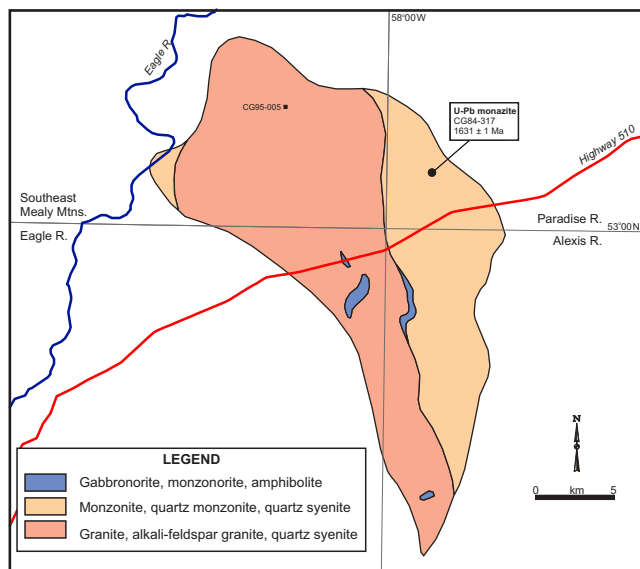 58°00W
Eagle R.
CG95-005
U-Pb monazite
CG84-317
1631 ± 1 Ma
Highway 510
Southeast
Mealy Mtns.
Paradise R.
53°00N
Eagle R.
Alexis R.
LEGEND
Gabbronorite, monzonorite, amphibolite
Monzonite, quartz monzonite, quartz syenite
Granite, alkali-feldspar granite, quartz syenite
N
0 km 5